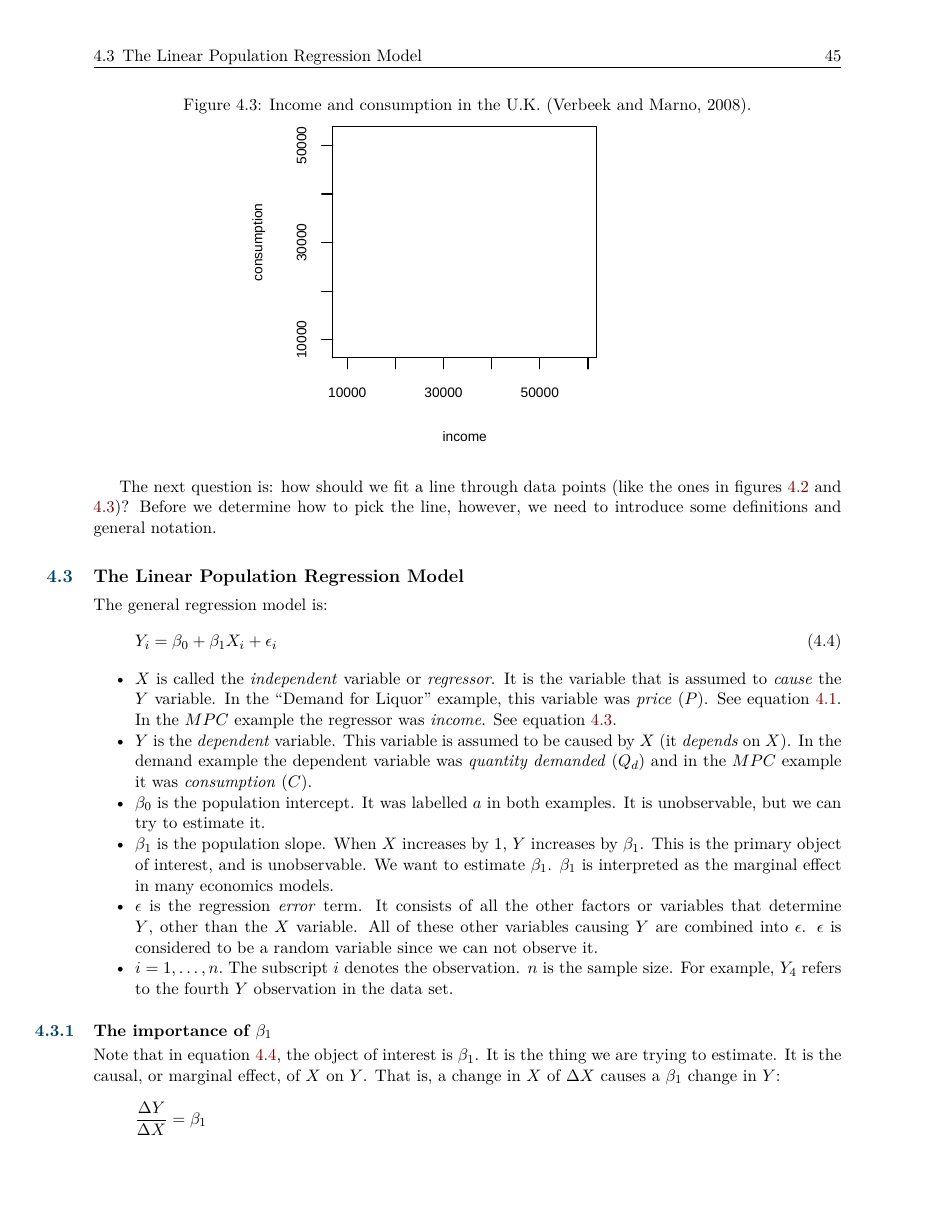 4.3 The Linear Population Regression Model 45
Figure 4.3: Income and consumption in the U.K. (Verbeek and Marno, 2008).
50000
30000
10000
consumption
10000 30000 50000
income
The next question is: how should we fit a line through data points (like the ones in figures 4.2 and
4.3)? Before we determine how to pick the line, however, we need to introduce some definitions and
general notation.
4.3 The Linear Population Regression Model
The general regression model is:
Yᵢ = β₀ + β₁Xᵢ + ϵᵢ (4.4)
• X is called the independent variable or regressor. It is the variable that is assumed to cause the
Y variable. In the “Demand for Liquor” example, this variable was price (P). See equation 4.1.
In the MPC example the regressor was income. See equation 4.3.
• Y is the dependent variable. This variable is assumed to be caused by X (it depends on X). In the
demand example the dependent variable was quantity demanded (Q_d) and in the MPC example
it was consumption (C).
• β₀ is the population intercept. It was labelled a in both examples. It is unobservable, but we can
try to estimate it.
• β₁ is the population slope. When X increases by 1, Y increases by β₁. This is the primary object
of interest, and is unobservable. We want to estimate β₁. β₁ is interpreted as the marginal effect
in many economics models.
• ϵ is the regression error term. It consists of all the other factors or variables that determine
Y, other than the X variable. All of these other variables causing Y are combined into ϵ. ϵ is
considered to be a random variable since we can not observe it.
• i = 1, . . . , n. The subscript i denotes the observation. n is the sample size. For example, Y₄ refers
to the fourth Y observation in the data set.
4.3.1 The importance of β₁
Note that in equation 4.4, the object of interest is β₁. It is the thing we are trying to estimate. It is the
causal, or marginal effect, of X on Y. That is, a change in X of ΔX causes a β₁ change in Y:
ΔY/ΔX = β₁